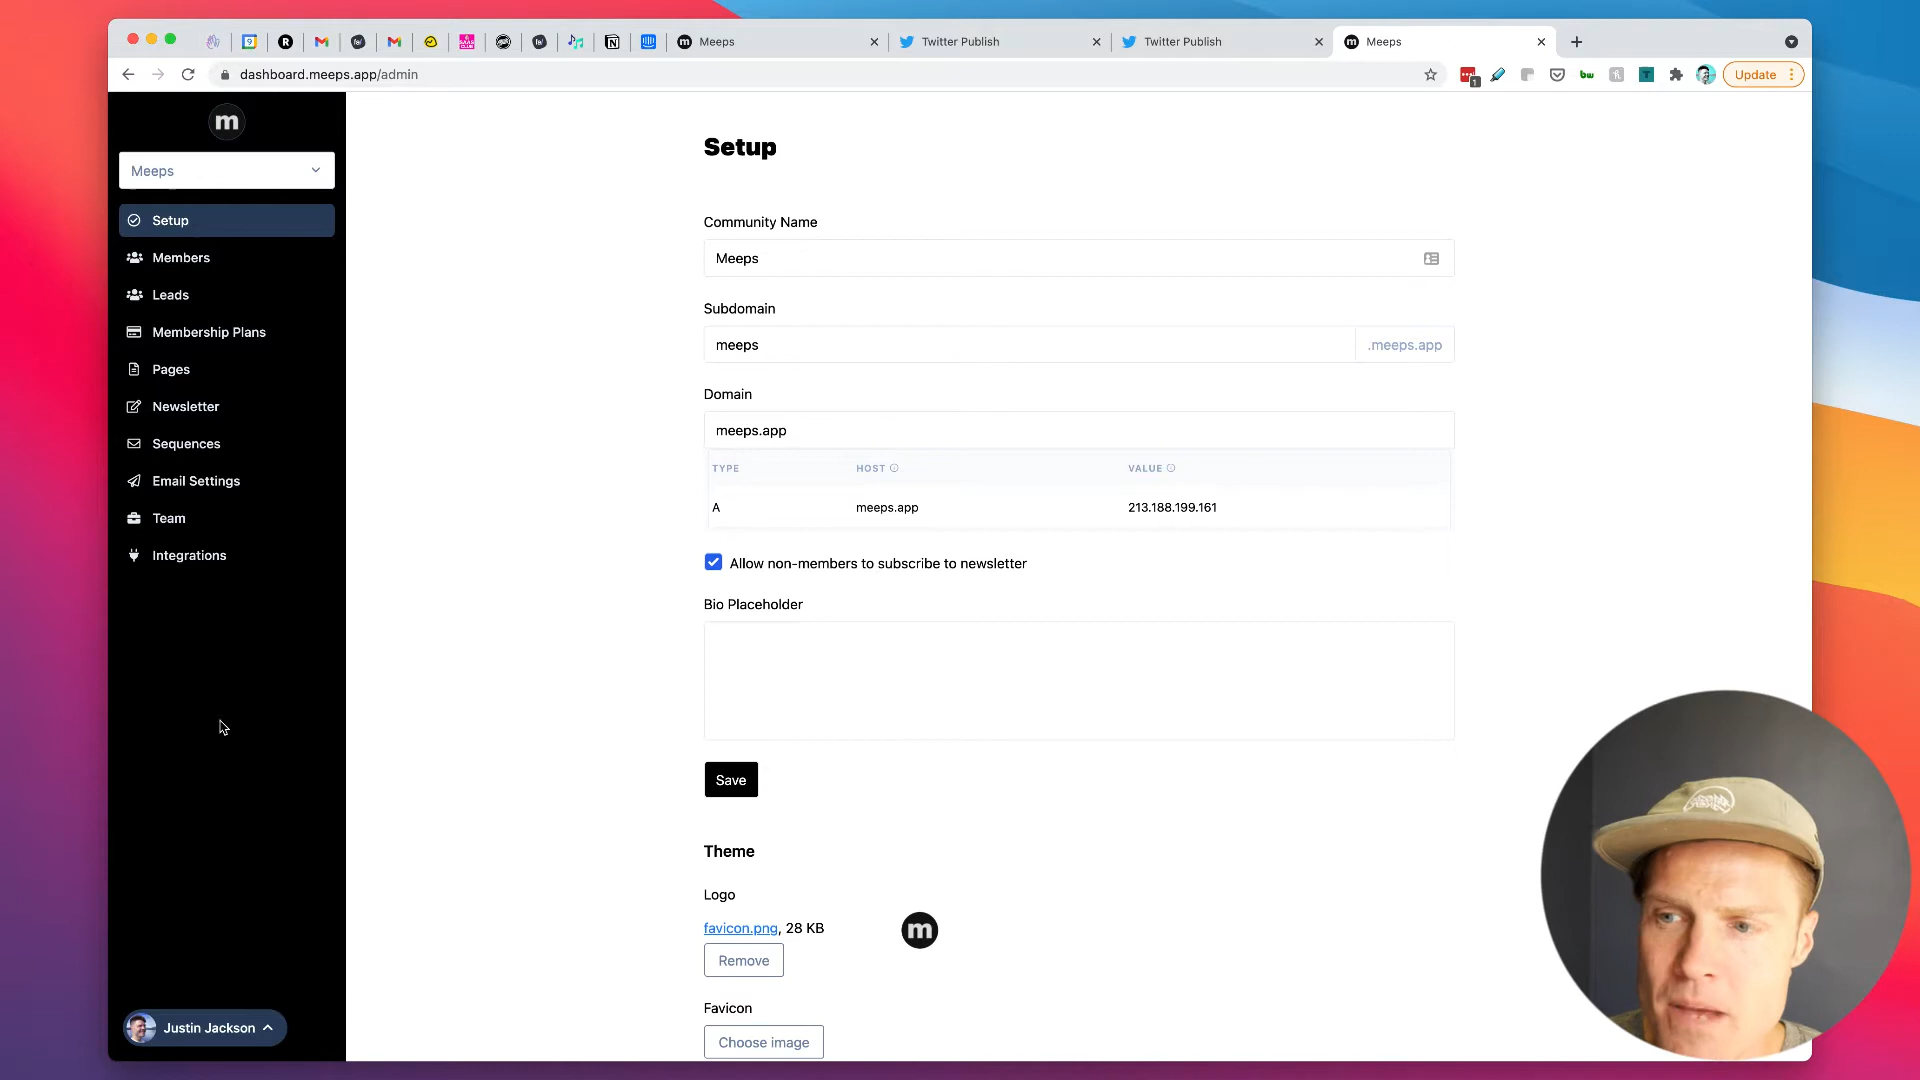 Meeps
Twitter Publish
Twitter Publish
Meeps
dashboard.meeps.app/admin
1
bw
Update
m
Meeps
Setup
Members
Leads
Membership Plans
Pages
Newsletter
Sequences
Email Settings
Team
Integrations
Justin Jackson
Setup
Community Name
Meeps
Subdomain
meeps
.meeps.app
Domain
meeps.app
TYPE HOST VALUE
A meeps.app 213.188.199.161
Allow non-members to subscribe to newsletter
Bio Placeholder
Save
Theme
Logo
favicon.png, 28 KB
m
Remove
Favicon
Choose image